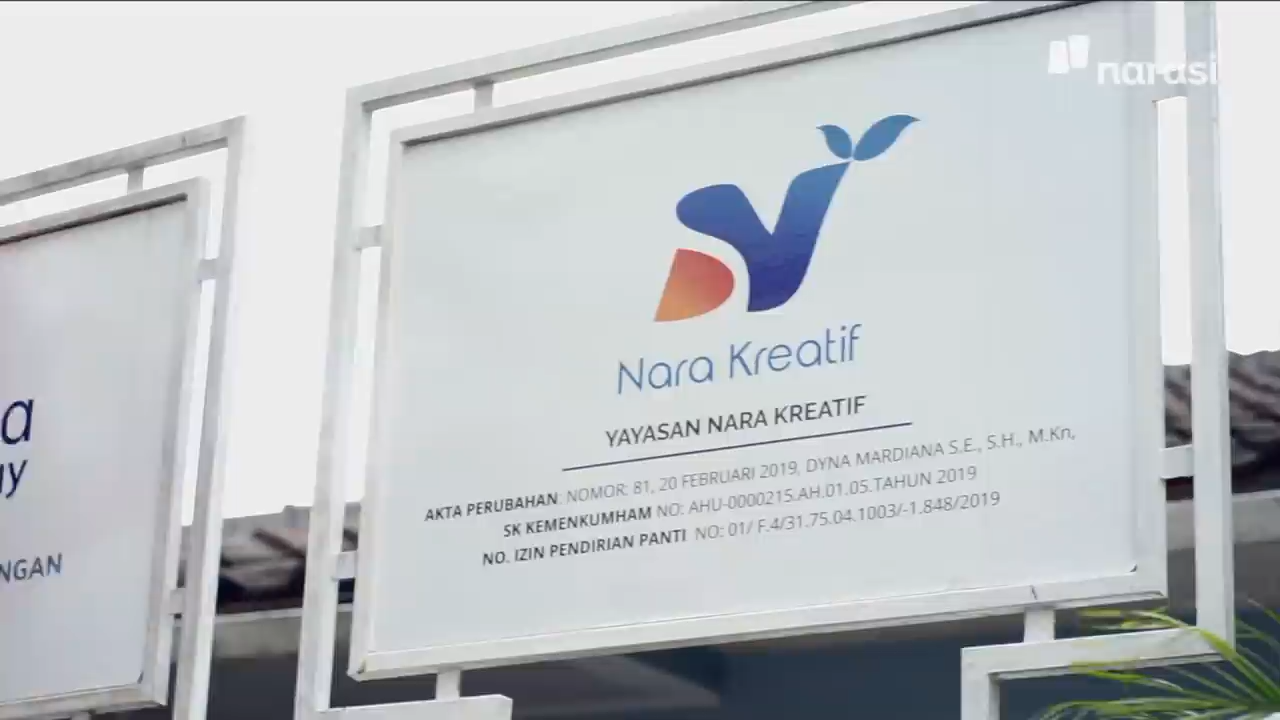 narasi
Nara Kreatif
YAYASAN NARA KREATIF
AKTA PERUBAHAN: NOMOR: 81, 20 FEBRUARI 2019, DYNA MARDIANA S.E., S.H., M.Kn,
SK KEMENKUMHAM NO: AHU-0000215.AH.01.05.TAHUN 2019
NO. IZIN PENDIRIAN PANTI NO: 01/ F.4/31.75.04.1003/-1.848/2019
a
y
NGAN